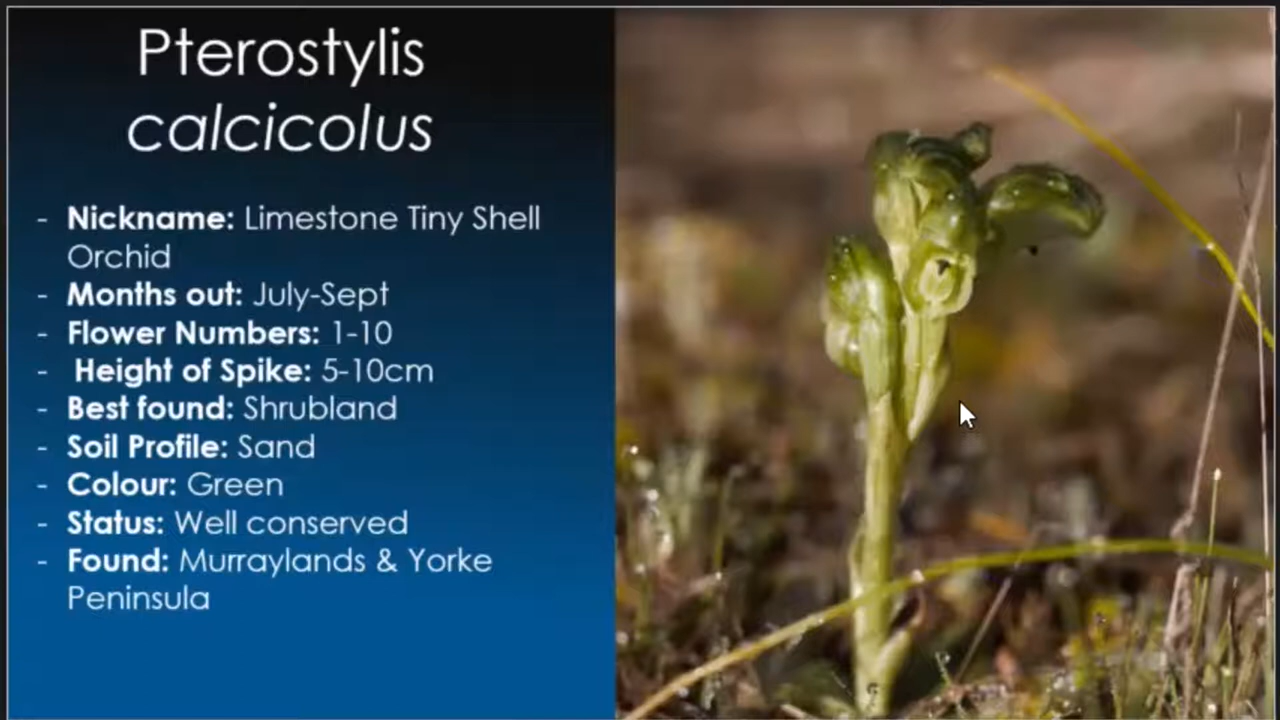 Pterostylis
calcicolus
- Nickname: Limestone Tiny Shell
Orchid
- Months out: July-Sept
- Flower Numbers: 1-10
- Height of Spike: 5-10cm
- Best found: Shrubland
- Soil Profile: Sand
- Colour: Green
- Status: Well conserved
- Found: Murraylands & Yorke
Peninsula